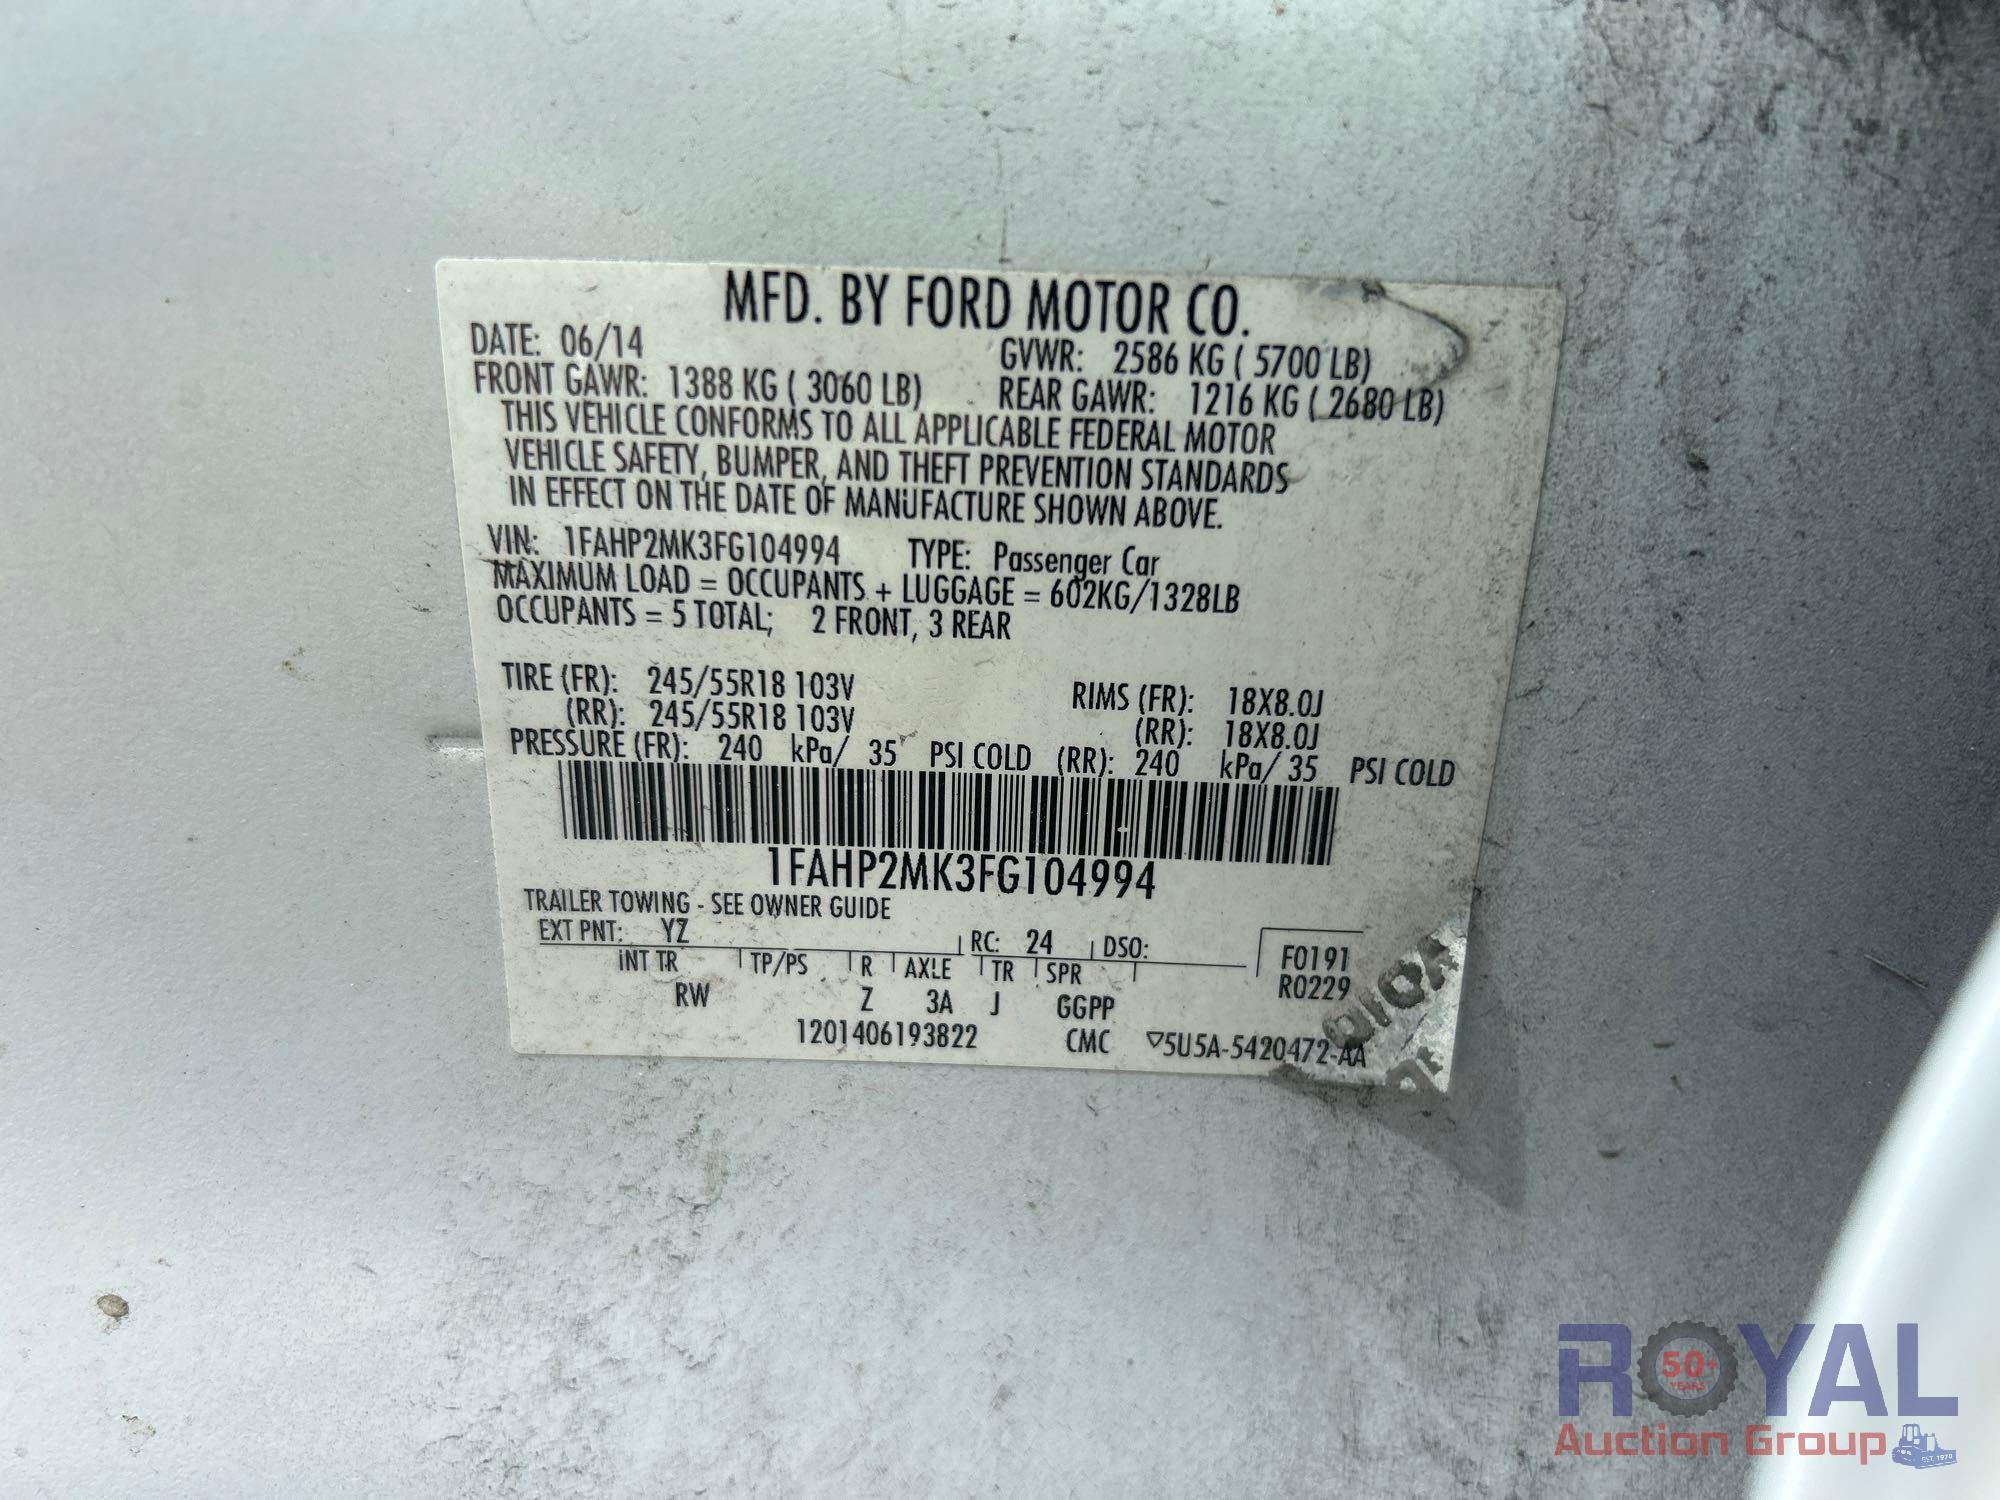 MFD. BY FORD MOTOR CO.
DATE: 06/14 GVWR: 2586 KG ( 5700 LB)
FRONT GAWR: 1388 KG ( 3060 LB) REAR GAWR: 1216 KG ( 2680 LB)
THIS VEHICLE CONFORMS TO ALL APPLICABLE FEDERAL MOTOR
VEHICLE SAFETY, BUMPER, AND THEFT PREVENTION STANDARDS
IN EFFECT ON THE DATE OF MANUFACTURE SHOWN ABOVE.
VIN: 1FAHP2MK3FG104994 TYPE: Passenger Car
MAXIMUM LOAD = OCCUPANTS + LUGGAGE = 602KG/1328LB
OCCUPANTS = 5 TOTAL; 2 FRONT, 3 REAR
TIRE (FR): 245/55R18 103V RIMS (FR): 18X8.0J
(RR): 245/55R18 103V (RR): 18X8.0J
PRESSURE (FR): 240 kPa/ 35 PSI COLD (RR): 240 kPa/ 35 PSI COLD
1FAHP2MK3FG104994
TRAILER TOWING - SEE OWNER GUIDE
EXT PNT: YZ RC: 24 DSO: F0191
INT TR TP/PS R AXLE TR SPR R0229
RW Z 3A J GGPP
1201406193822 CMC ▽5U5A-5420472-AA
ROYAL
50+
YEARS
Auction Group
EST. 1970